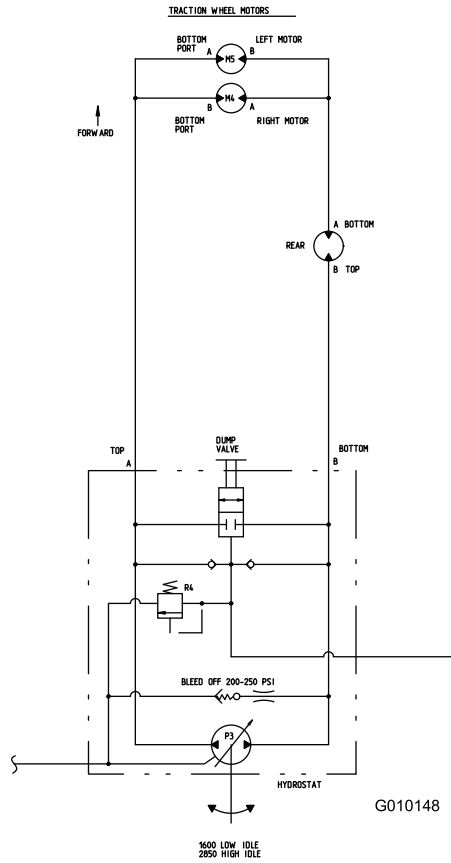 TRACTION WHEEL MOTORS
BOTTOM PORT A M5 B LEFT MOTOR
B M4 A
BOTTOM PORT RIGHT MOTOR
FORWARD
A BOTTOM
REAR
B TOP
DUMP VALVE
TOP A
BOTTOM B
R4
BLEED OFF 200-250 PSI
P3
HYDROSTAT
G010148
1600 LOW IDLE
2850 HIGH IDLE